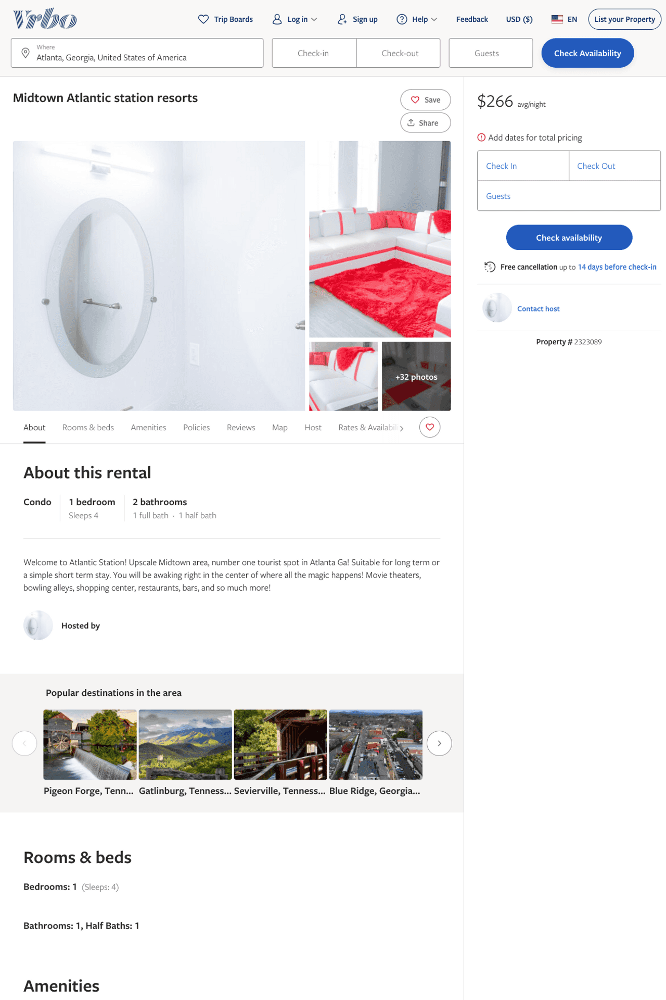 Vrbo
Trip Boards
Log in
Sign up
Help
Feedback
USD ($)
EN
List your Property
Where
Atlanta, Georgia, United States of America
Check-in
Check-out
Guests
Check Availability
Midtown Atlantic station resorts
Save
Share
+32 photos
$266 avg/night
Add dates for total pricing
Check In
Check Out
Guests
Check availability
Free cancellation up to 14 days before check-in
Contact host
Property # 2323089
About
Rooms & beds
Amenities
Policies
Reviews
Map
Host
Rates & Availabili
About this rental
Condo
1 bedroom
Sleeps 4
2 bathrooms
1 full bath · 1 half bath
Welcome to Atlantic Station! Upscale Midtown area, number one tourist spot in Atlanta Ga! Suitable for long term or
a simple short term stay. You will be awaking right in the center of where all the magic happens! Movie theaters,
bowling alleys, shopping center, restaurants, bars, and so much more!
Hosted by
Popular destinations in the area
Pigeon Forge, Tenn...
Gatlinburg, Tenness...
Sevierville, Tenness...
Blue Ridge, Georgia...
Rooms & beds
Bedrooms: 1 (Sleeps: 4)
Bathrooms: 1, Half Baths: 1
Amenities